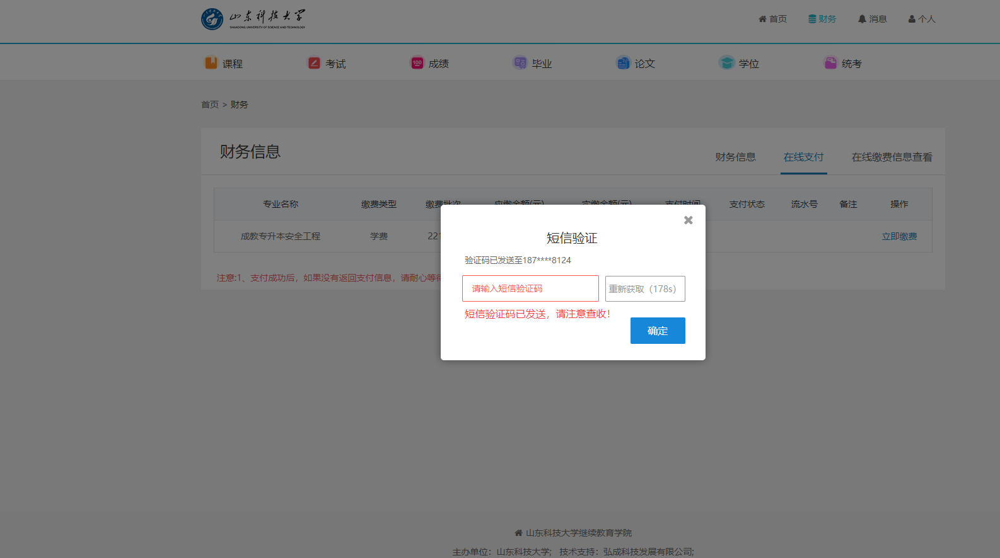 山东科技大学
SHANDONG UNIVERSITY OF SCIENCE AND TECHNOLOGY
首页 财务 消息 个人
课程 考试 100 成绩 毕业 论文 学位 统考
首页 > 财务
财务信息
财务信息 在线支付 在线缴费信息查看
专业名称 缴费类型 缴费批次 应缴金额(元) 实缴金额(元) 支付时间 支付状态 流水号 备注 操作
成教专升本安全工程 学费 221 立即缴费
注意:1、支付成功后，如果没有返回支付信息，请耐心等待
短信验证
验证码已发送至187****8124
请输入短信验证码 重新获取（178s）
短信验证码已发送，请注意查收！
确定
山东科技大学继续教育学院
主办单位：山东科技大学; 技术支持：弘成科技发展有限公司;